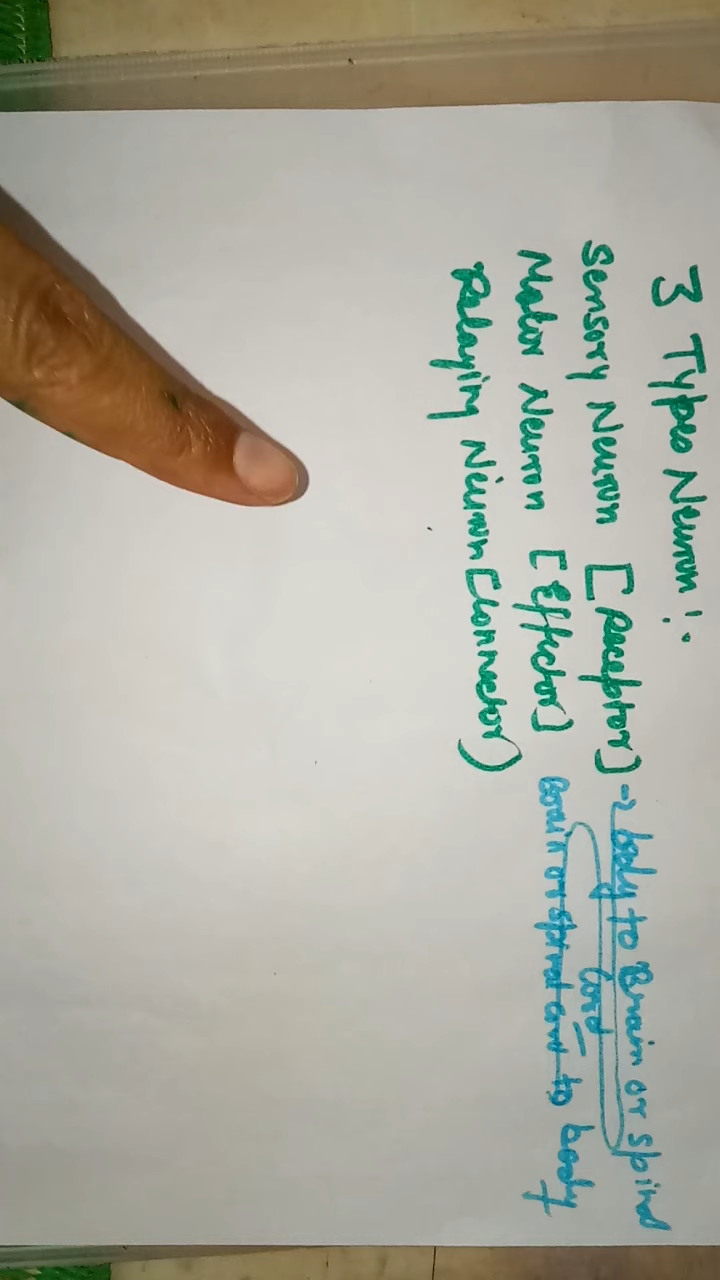 3 Types Neuron :-
Sensory Neuron [Receptor] → body to Brain or spinal
cord
Motor Neuron [Effector] brain or spinal cord to body
Relaying Neuron [Connector)